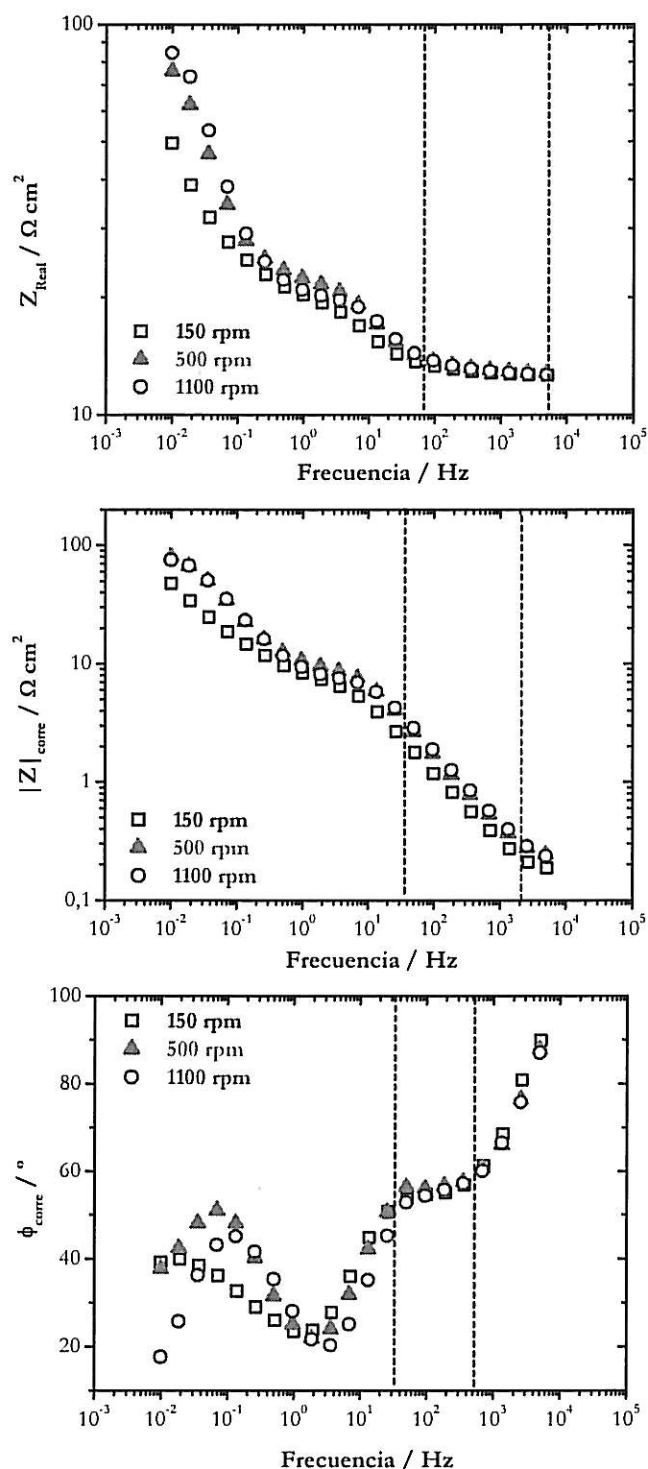 100
Z_Real / Ω cm²
10
150 rpm
500 rpm
1100 rpm
10⁻³ 10⁻² 10⁻¹ 10⁰ 10¹ 10² 10³ 10⁴ 10⁵
Frecuencia / Hz
100
10
1
0,1
|Z|_corre / Ω cm²
150 rpm
500 rpm
1100 rpm
10⁻³ 10⁻² 10⁻¹ 10⁰ 10¹ 10² 10³ 10⁴ 10⁵
Frecuencia / Hz
100
80
60
40
20
ϕ_corre / °
150 rpm
500 rpm
1100 rpm
10⁻³ 10⁻² 10⁻¹ 10⁰ 10¹ 10² 10³ 10⁴ 10⁵
Frecuencia / Hz